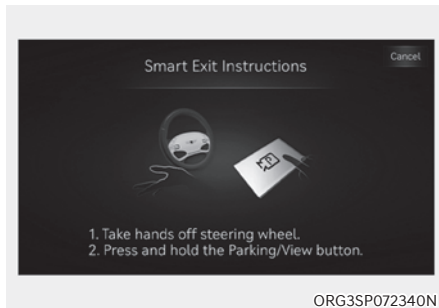 Smart Exit Instructions
Cancel
P
1. Take hands off steering wheel.
2. Press and hold the Parking/View button.
ORG3SP072340N